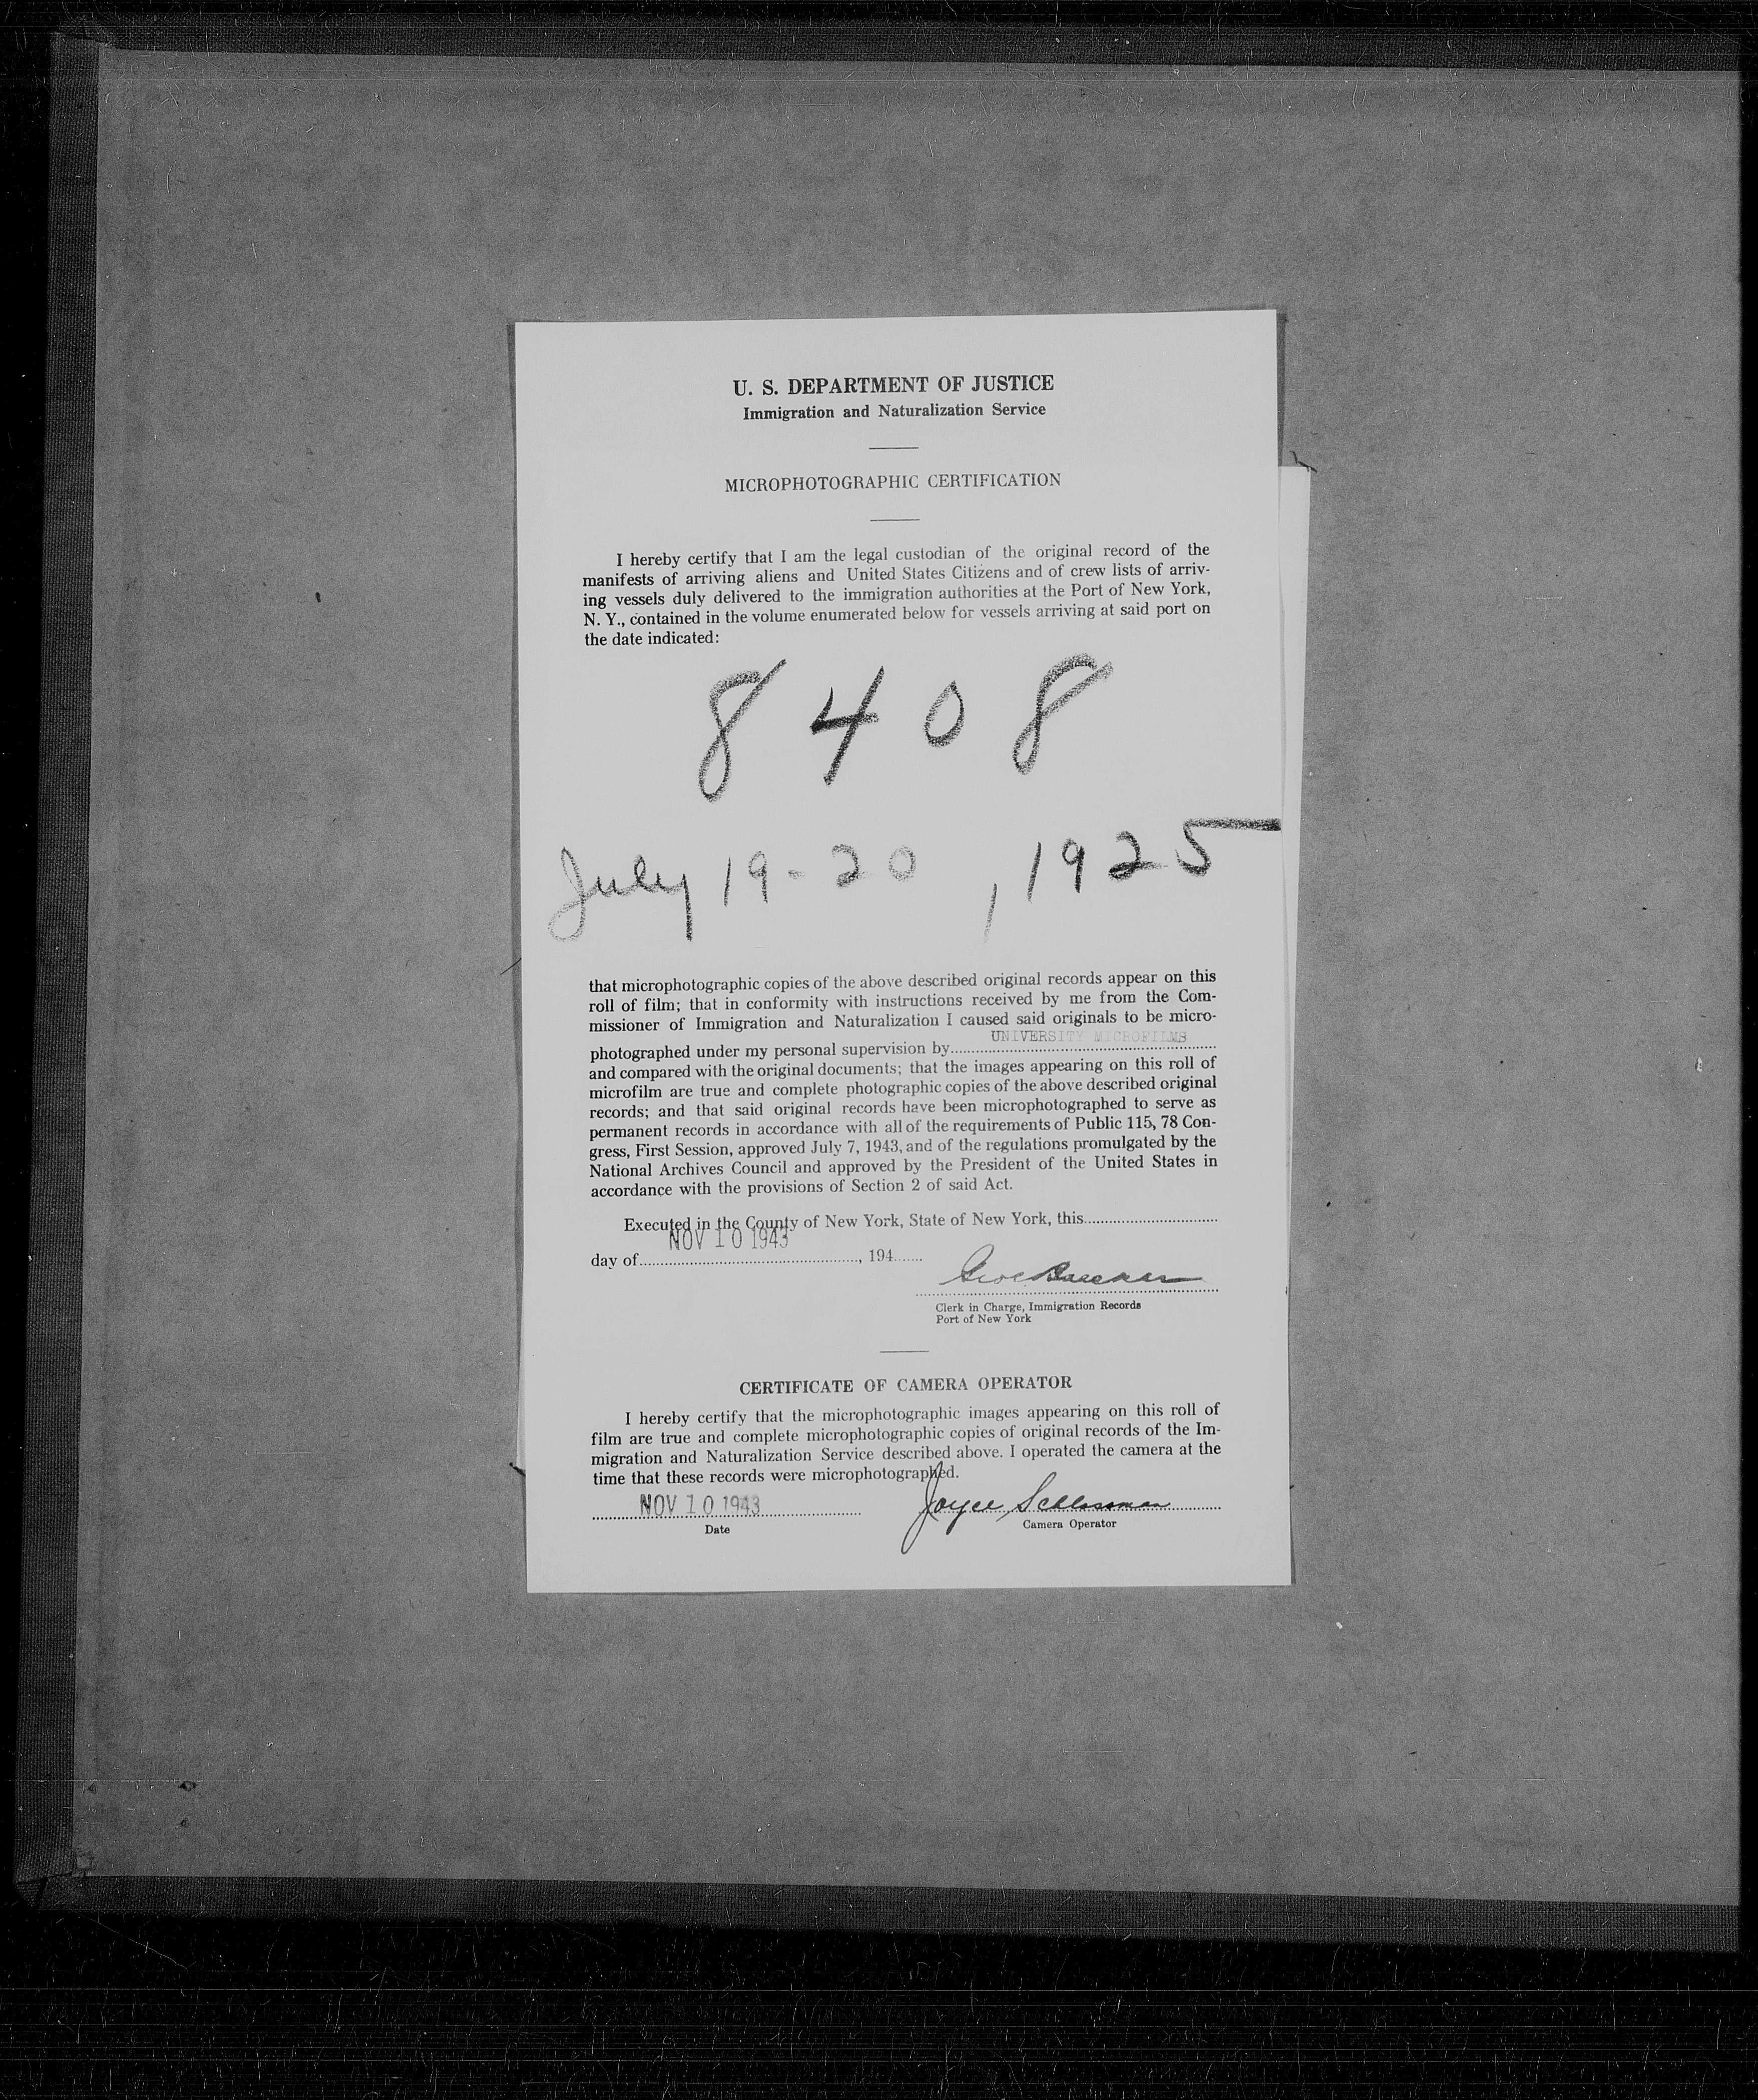 U. S. DEPARTMENT OF JUSTICE
Immigration and Naturalization Service
MICROPHOTOGRAPHIC CERTIFICATION
I hereby certify that I am the legal custodian of the original record of the
manifests of arriving aliens and United States Citizens and of crew lists of arriv-
ing vessels duly delivered to the immigration authorities at the Port of New York,
N. Y., contained in the volume enumerated below for vessels arriving at said port on
the date indicated:
8408
July 19-20, 1925
that microphotographic copies of the above described original records appear on this
roll of film; that in conformity with instructions received by me from the Com-
missioner of Immigration and Naturalization I caused said originals to be micro-
UNIVERSITY MICROFILMS
photographed under my personal supervision by
and compared with the original documents; that the images appearing on this roll of
microfilm are true and complete photographic copies of the above described original
records; and that said original records have been microphotographed to serve as
permanent records in accordance with all of the requirements of Public 115, 78 Con-
gress, First Session, approved July 7, 1943, and of the regulations promulgated by the
National Archives Council and approved by the President of the United States in
accordance with the provisions of Section 2 of said Act.
Executed in the County of New York, State of New York, this
NOV 10 1943
day of, 194
Clerk in Charge, Immigration Records
Port of New York
CERTIFICATE OF CAMERA OPERATOR
I hereby certify that the microphotographic images appearing on this roll of
film are true and complete microphotographic copies of original records of the Im-
migration and Naturalization Service described above. I operated the camera at the
time that these records were microphotographed.
NOV 10 1943 Joyce Schlossman
Date Camera Operator